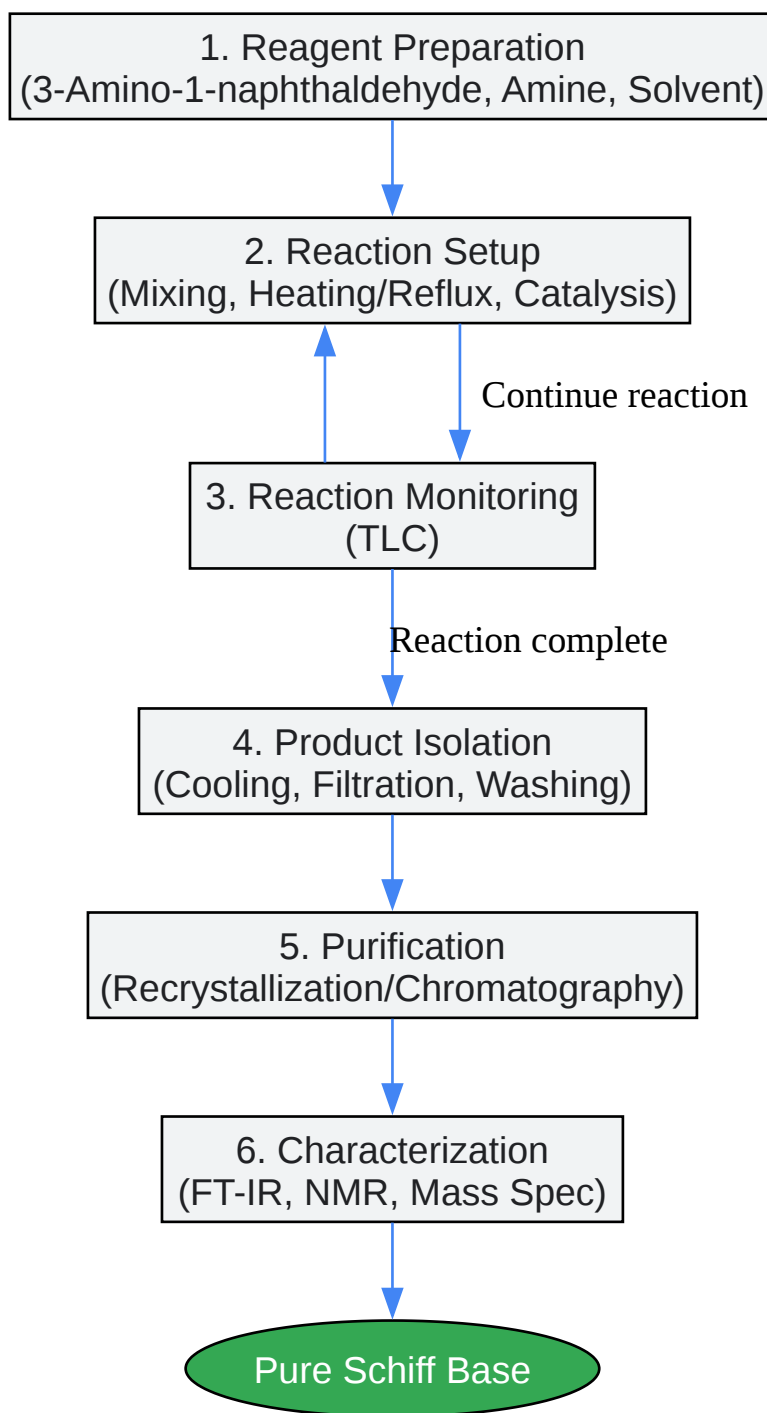 1. Reagent Preparation
(3-Amino-1-naphthaldehyde, Amine, Solvent)
2. Reaction Setup
(Mixing, Heating/Reflux, Catalysis)
Continue reaction
3. Reaction Monitoring
(TLC)
Reaction complete
4. Product Isolation
(Cooling, Filtration, Washing)
5. Purification
(Recrystallization/Chromatography)
6. Characterization
(FT-IR, NMR, Mass Spec)
Pure Schiff Base